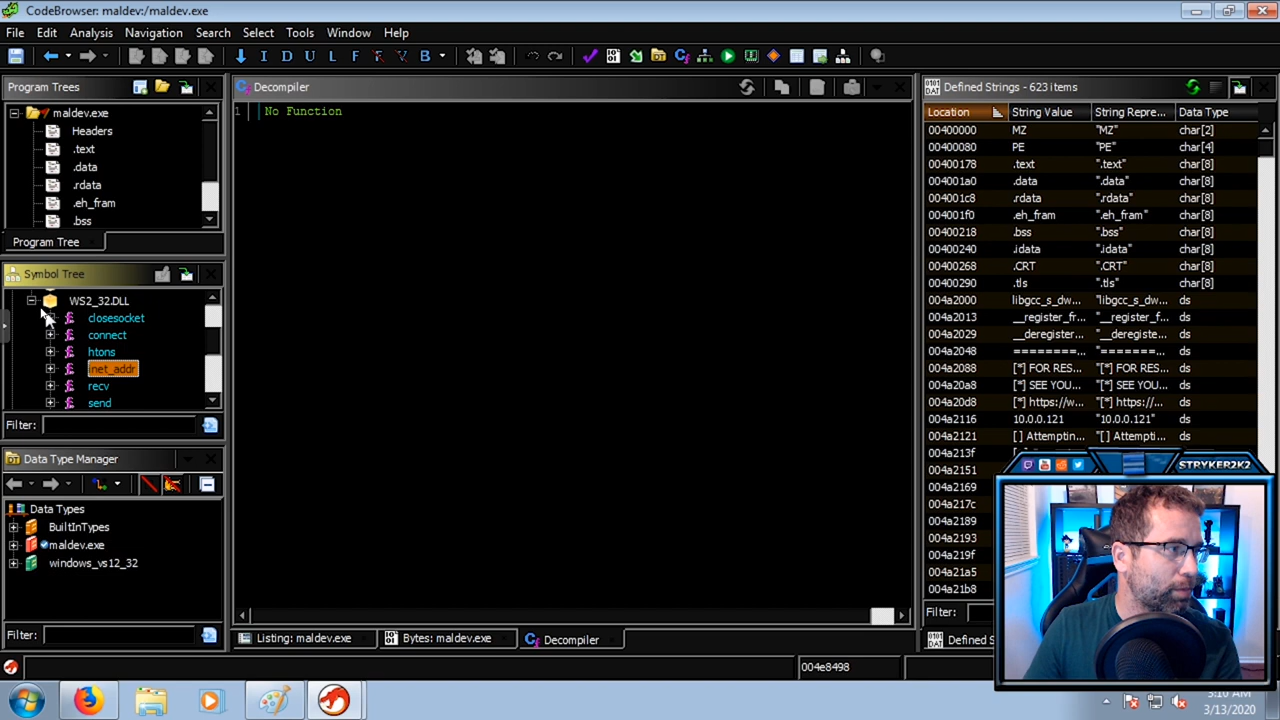 CodeBrowser: maldev:/maldev.exe
File Edit Analysis Navigation Search Select Tools Window Help
I D U L F V B
Program Trees
maldev.exe
Headers
.text
.data
.rdata
.eh_fram
.bss
Program Tree
Symbol Tree
WS2_32.DLL
closesocket
connect
htons
inet_addr
recv
send
Filter:
Data Type Manager
Data Types
BuiltInTypes
maldev.exe
windows_vs12_32
Filter:
Decompiler
1 No Function
Listing: maldev.exe Bytes: maldev.exe Decompiler
004e8498
Defined Strings - 623 items
Location String Value String Repre... Data Type
00400000 MZ "MZ" char[2]
00400080 PE "PE" char[4]
00400178 .text ".text" char[8]
004001a0 .data ".data" char[8]
004001c8 .rdata ".rdata" char[8]
004001f0 .eh_fram ".eh_fram" char[8]
00400218 .bss ".bss" char[8]
00400240 .idata ".idata" char[8]
00400268 .CRT ".CRT" char[8]
00400290 .tls ".tls" char[8]
004a2000 libgcc_s_dw... "libgcc_s_dw... ds
004a2013 __register_fr... "__register_f... ds
004a2029 __deregister... "__deregister... ds
004a2048 ========... "=======... ds
004a2088 [*] FOR RES... "[*] FOR RES... ds
004a20a8 [*] SEE YOU... "[*] SEE YOU... ds
004a20d8 [*] https://w... "[*] https://... ds
004a2116 10.0.0.121 "10.0.0.121" ds
004a2121 [ ] Attemptin... "[ ] Attempti... ds
004a213f
004a2151
004a2169
004a217c
004a2189
004a2193
004a219f
004a21a5
004a21b8
Filter:
Defined S
STRYKER2K2
3:10 AM
3/13/2020